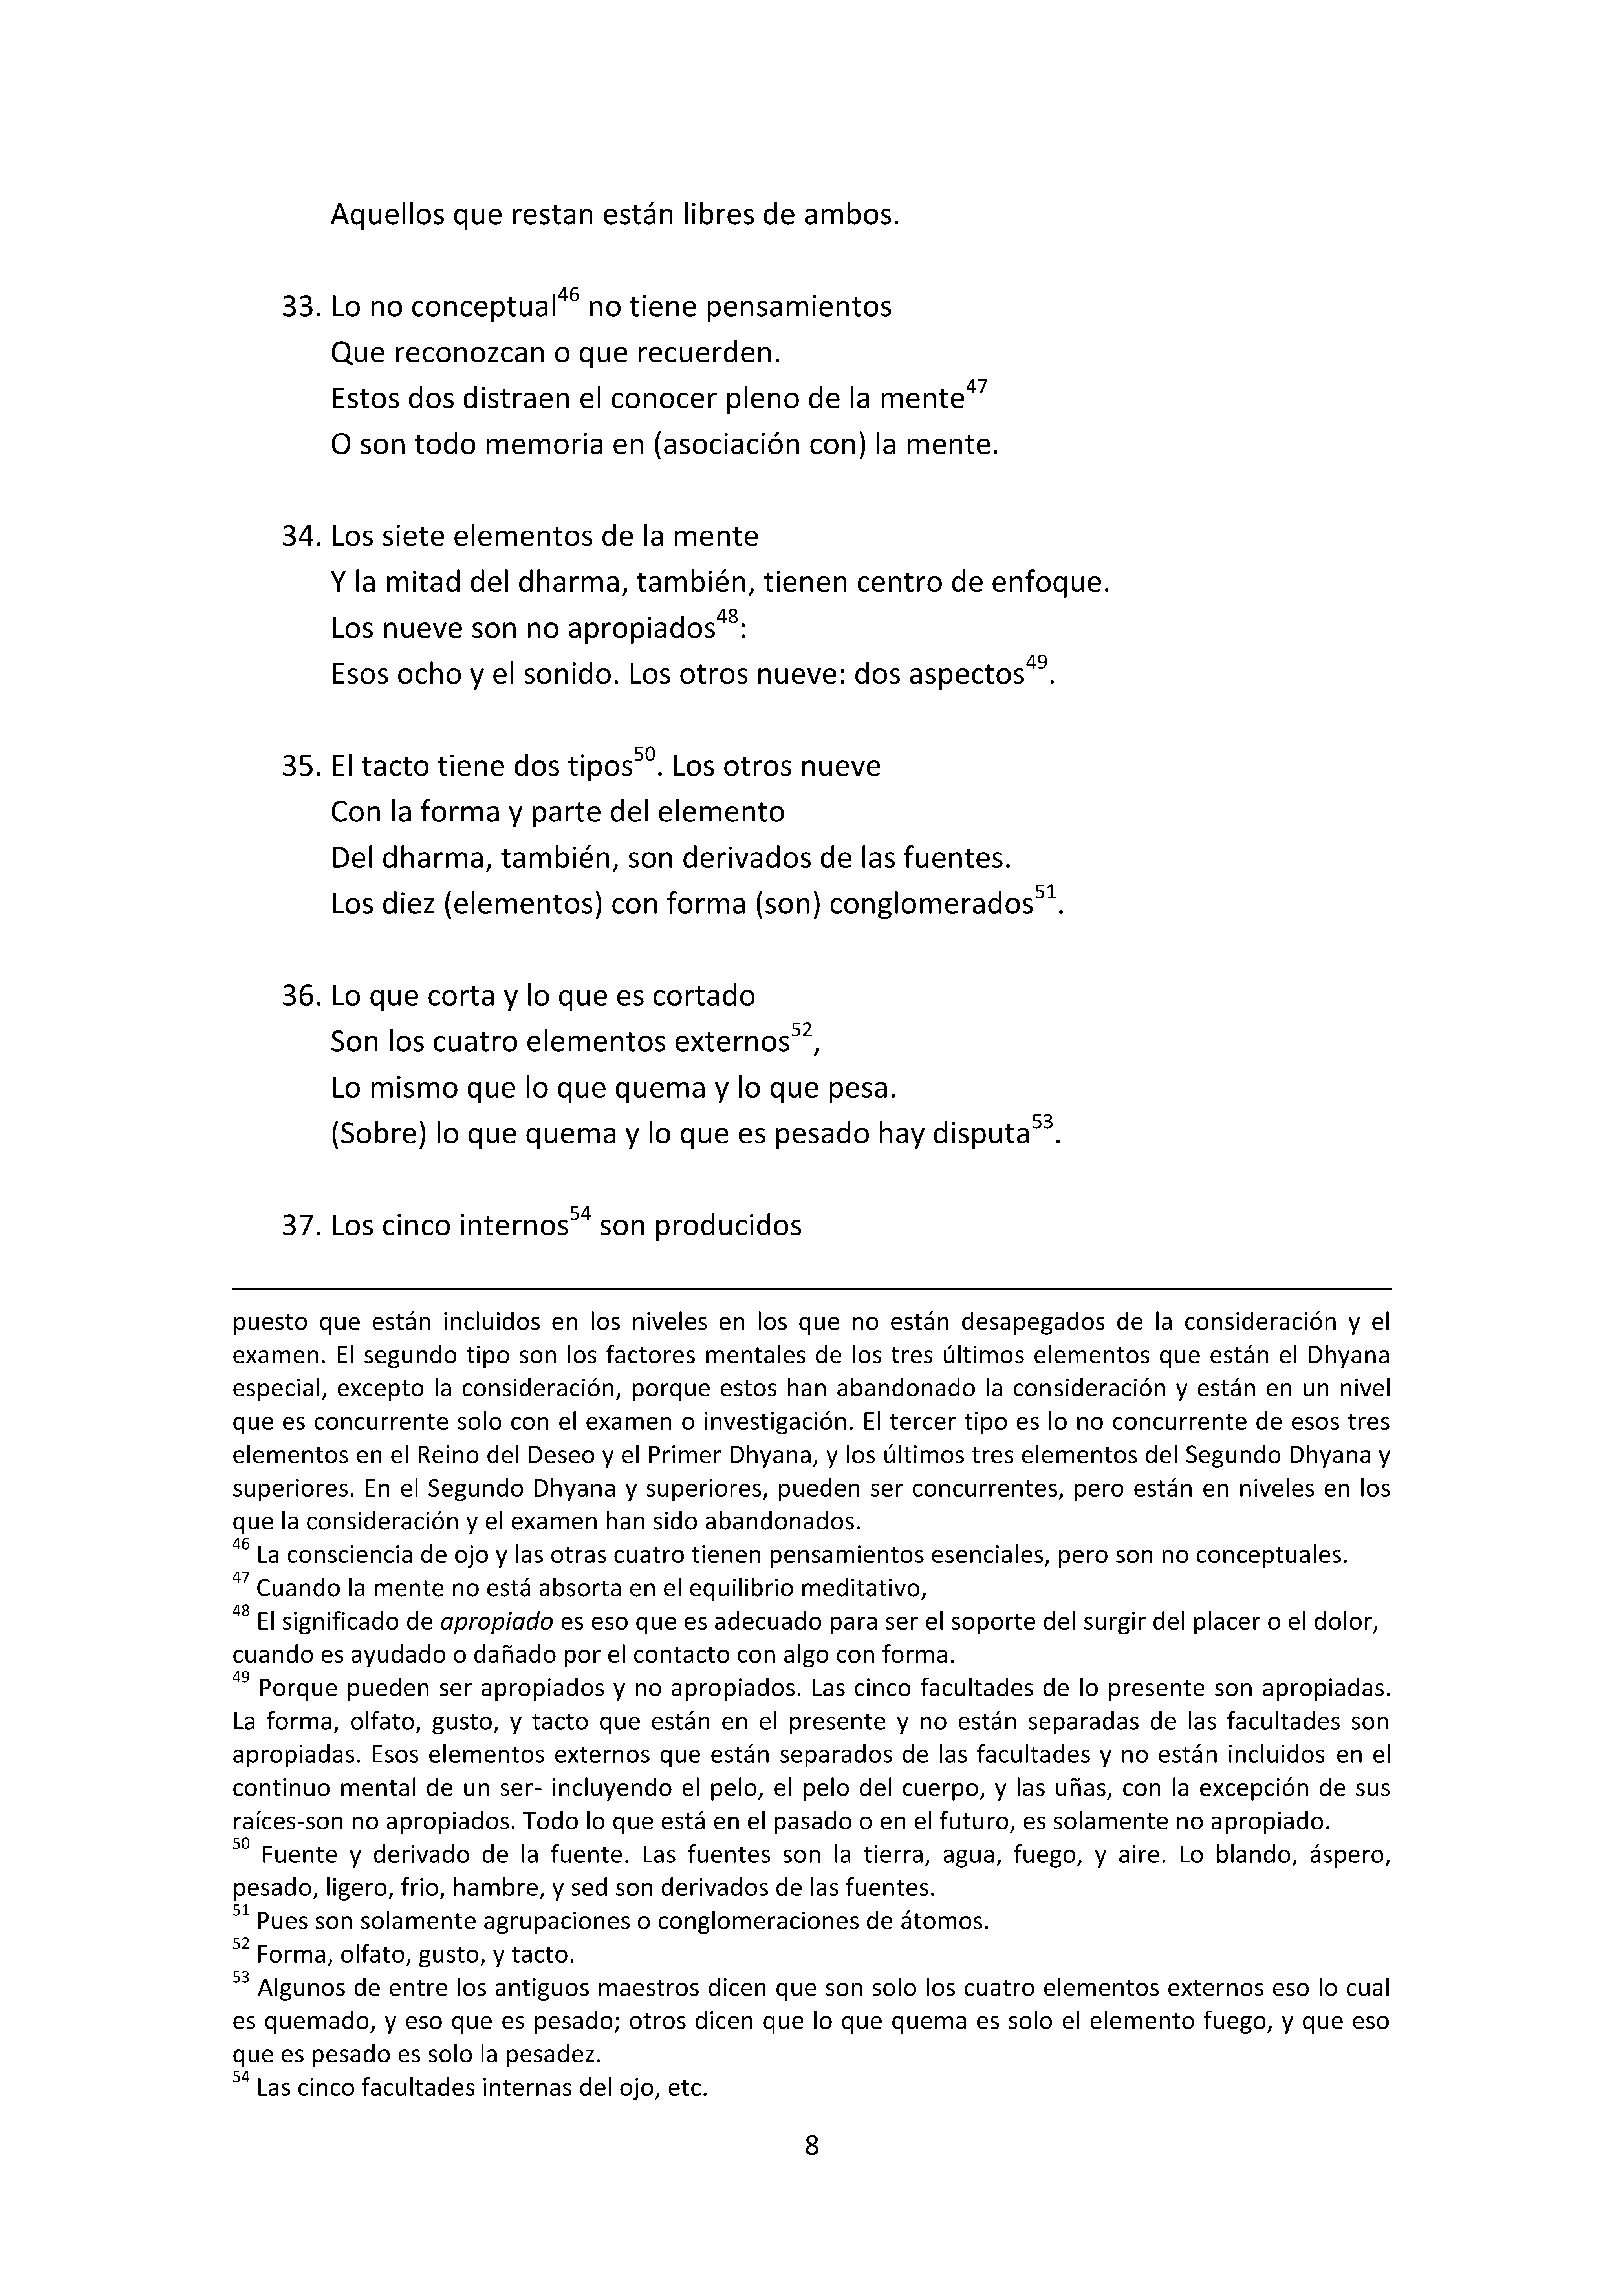 Aquellos que restan están libres de ambos.
33. Lo no conceptual46 no tiene pensamientos
Que reconozcan o que recuerden.
Estos dos distraen el conocer pleno de la mente47
O son todo memoria en (asociación con) la mente.
34. Los siete elementos de la mente
Y la mitad del dharma, también, tienen centro de enfoque.
Los nueve son no apropiados48:
Esos ocho y el sonido. Los otros nueve: dos aspectos49.
35. El tacto tiene dos tipos50. Los otros nueve
Con la forma y parte del elemento
Del dharma, también, son derivados de las fuentes.
Los diez (elementos) con forma (son) conglomerados51.
36. Lo que corta y lo que es cortado
Son los cuatro elementos externos52,
Lo mismo que lo que quema y lo que pesa.
(Sobre) lo que quema y lo que es pesado hay disputa53.
37. Los cinco internos54 son producidos
puesto que están incluidos en los niveles en los que no están desapegados de la consideración y el
examen. El segundo tipo son los factores mentales de los tres últimos elementos que están el Dhyana
especial, excepto la consideración, porque estos han abandonado la consideración y están en un nivel
que es concurrente solo con el examen o investigación. El tercer tipo es lo no concurrente de esos tres
elementos en el Reino del Deseo y el Primer Dhyana, y los últimos tres elementos del Segundo Dhyana y
superiores. En el Segundo Dhyana y superiores, pueden ser concurrentes, pero están en niveles en los
que la consideración y el examen han sido abandonados.
46 La consciencia de ojo y las otras cuatro tienen pensamientos esenciales, pero son no conceptuales.
47 Cuando la mente no está absorta en el equilibrio meditativo,
48 El significado de apropiado es eso que es adecuado para ser el soporte del surgir del placer o el dolor,
cuando es ayudado o dañado por el contacto con algo con forma.
49 Porque pueden ser apropiados y no apropiados. Las cinco facultades de lo presente son apropiadas.
La forma, olfato, gusto, y tacto que están en el presente y no están separadas de las facultades son
apropiadas. Esos elementos externos que están separados de las facultades y no están incluidos en el
continuo mental de un ser- incluyendo el pelo, el pelo del cuerpo, y las uñas, con la excepción de sus
raíces-son no apropiados. Todo lo que está en el pasado o en el futuro, es solamente no apropiado.
50 Fuente y derivado de la fuente. Las fuentes son la tierra, agua, fuego, y aire. Lo blando, áspero,
pesado, ligero, frio, hambre, y sed son derivados de las fuentes.
51 Pues son solamente agrupaciones o conglomeraciones de átomos.
52 Forma, olfato, gusto, y tacto.
53 Algunos de entre los antiguos maestros dicen que son solo los cuatro elementos externos eso lo cual
es quemado, y eso que es pesado; otros dicen que lo que quema es solo el elemento fuego, y que eso
que es pesado es solo la pesadez.
54 Las cinco facultades internas del ojo, etc.
8